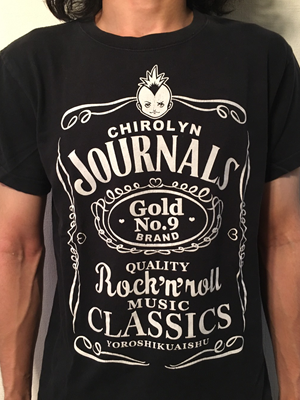 CHIROLYN
JOURNALS
Gold
No.9
BRAND
QUALITY
Rock'n'roll
MUSIC
CLASSICS
YOROSHIKUAISHU